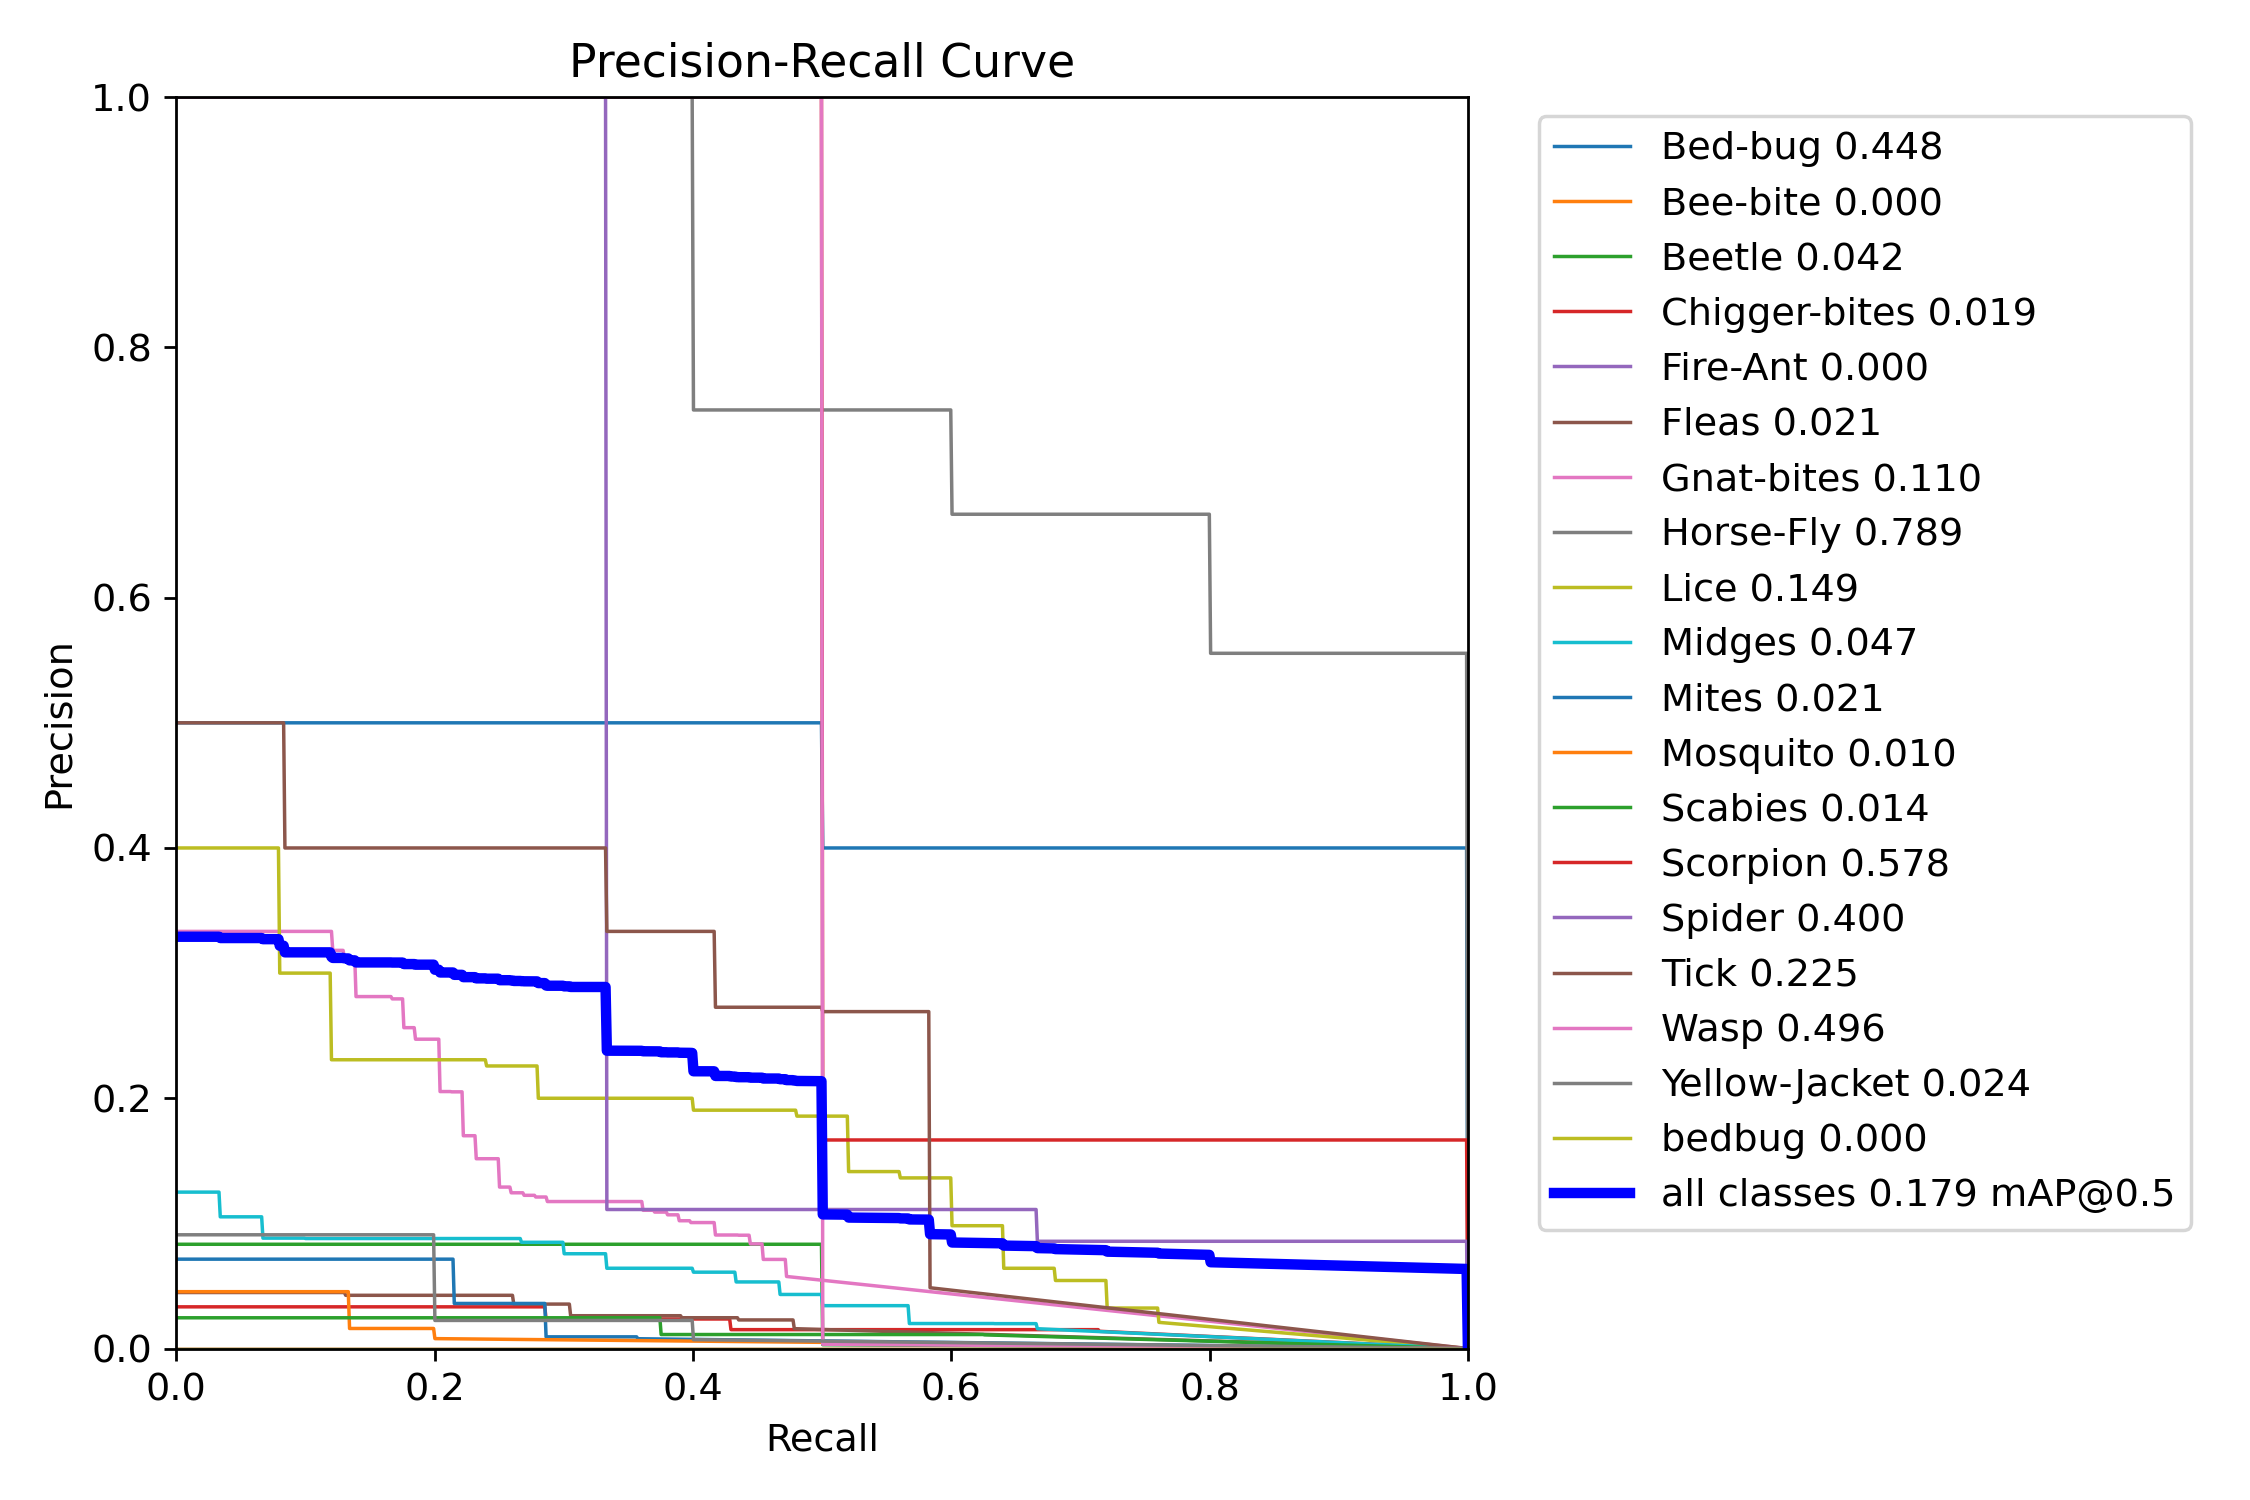 Precision-Recall Curve
1.0
0.8
0.6
0.4
0.2
0.0
Precision
0.0 0.2 0.4 0.6 0.8 1.0
Recall
Bed-bug 0.448
Bee-bite 0.000
Beetle 0.042
Chigger-bites 0.019
Fire-Ant 0.000
Fleas 0.021
Gnat-bites 0.110
Horse-Fly 0.789
Lice 0.149
Midges 0.047
Mites 0.021
Mosquito 0.010
Scabies 0.014
Scorpion 0.578
Spider 0.400
Tick 0.225
Wasp 0.496
Yellow-Jacket 0.024
bedbug 0.000
all classes 0.179 mAP@0.5